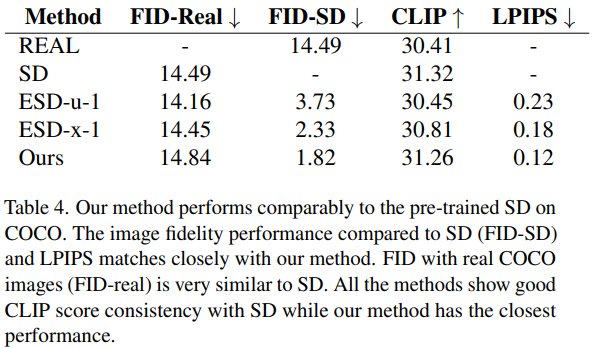 Method FID-Real ↓ FID-SD ↓ CLIP ↑ LPIPS ↓
REAL - 14.49 30.41 -
SD 14.49 - 31.32 -
ESD-u-1 14.16 3.73 30.45 0.23
ESD-x-1 14.45 2.33 30.81 0.18
Ours 14.84 1.82 31.26 0.12
Table 4. Our method performs comparably to the pre-trained SD on
COCO. The image fidelity performance compared to SD (FID-SD)
and LPIPS matches closely with our method. FID with real COCO
images (FID-real) is very similar to SD. All the methods show good
CLIP score consistency with SD while our method has the closest
performance.